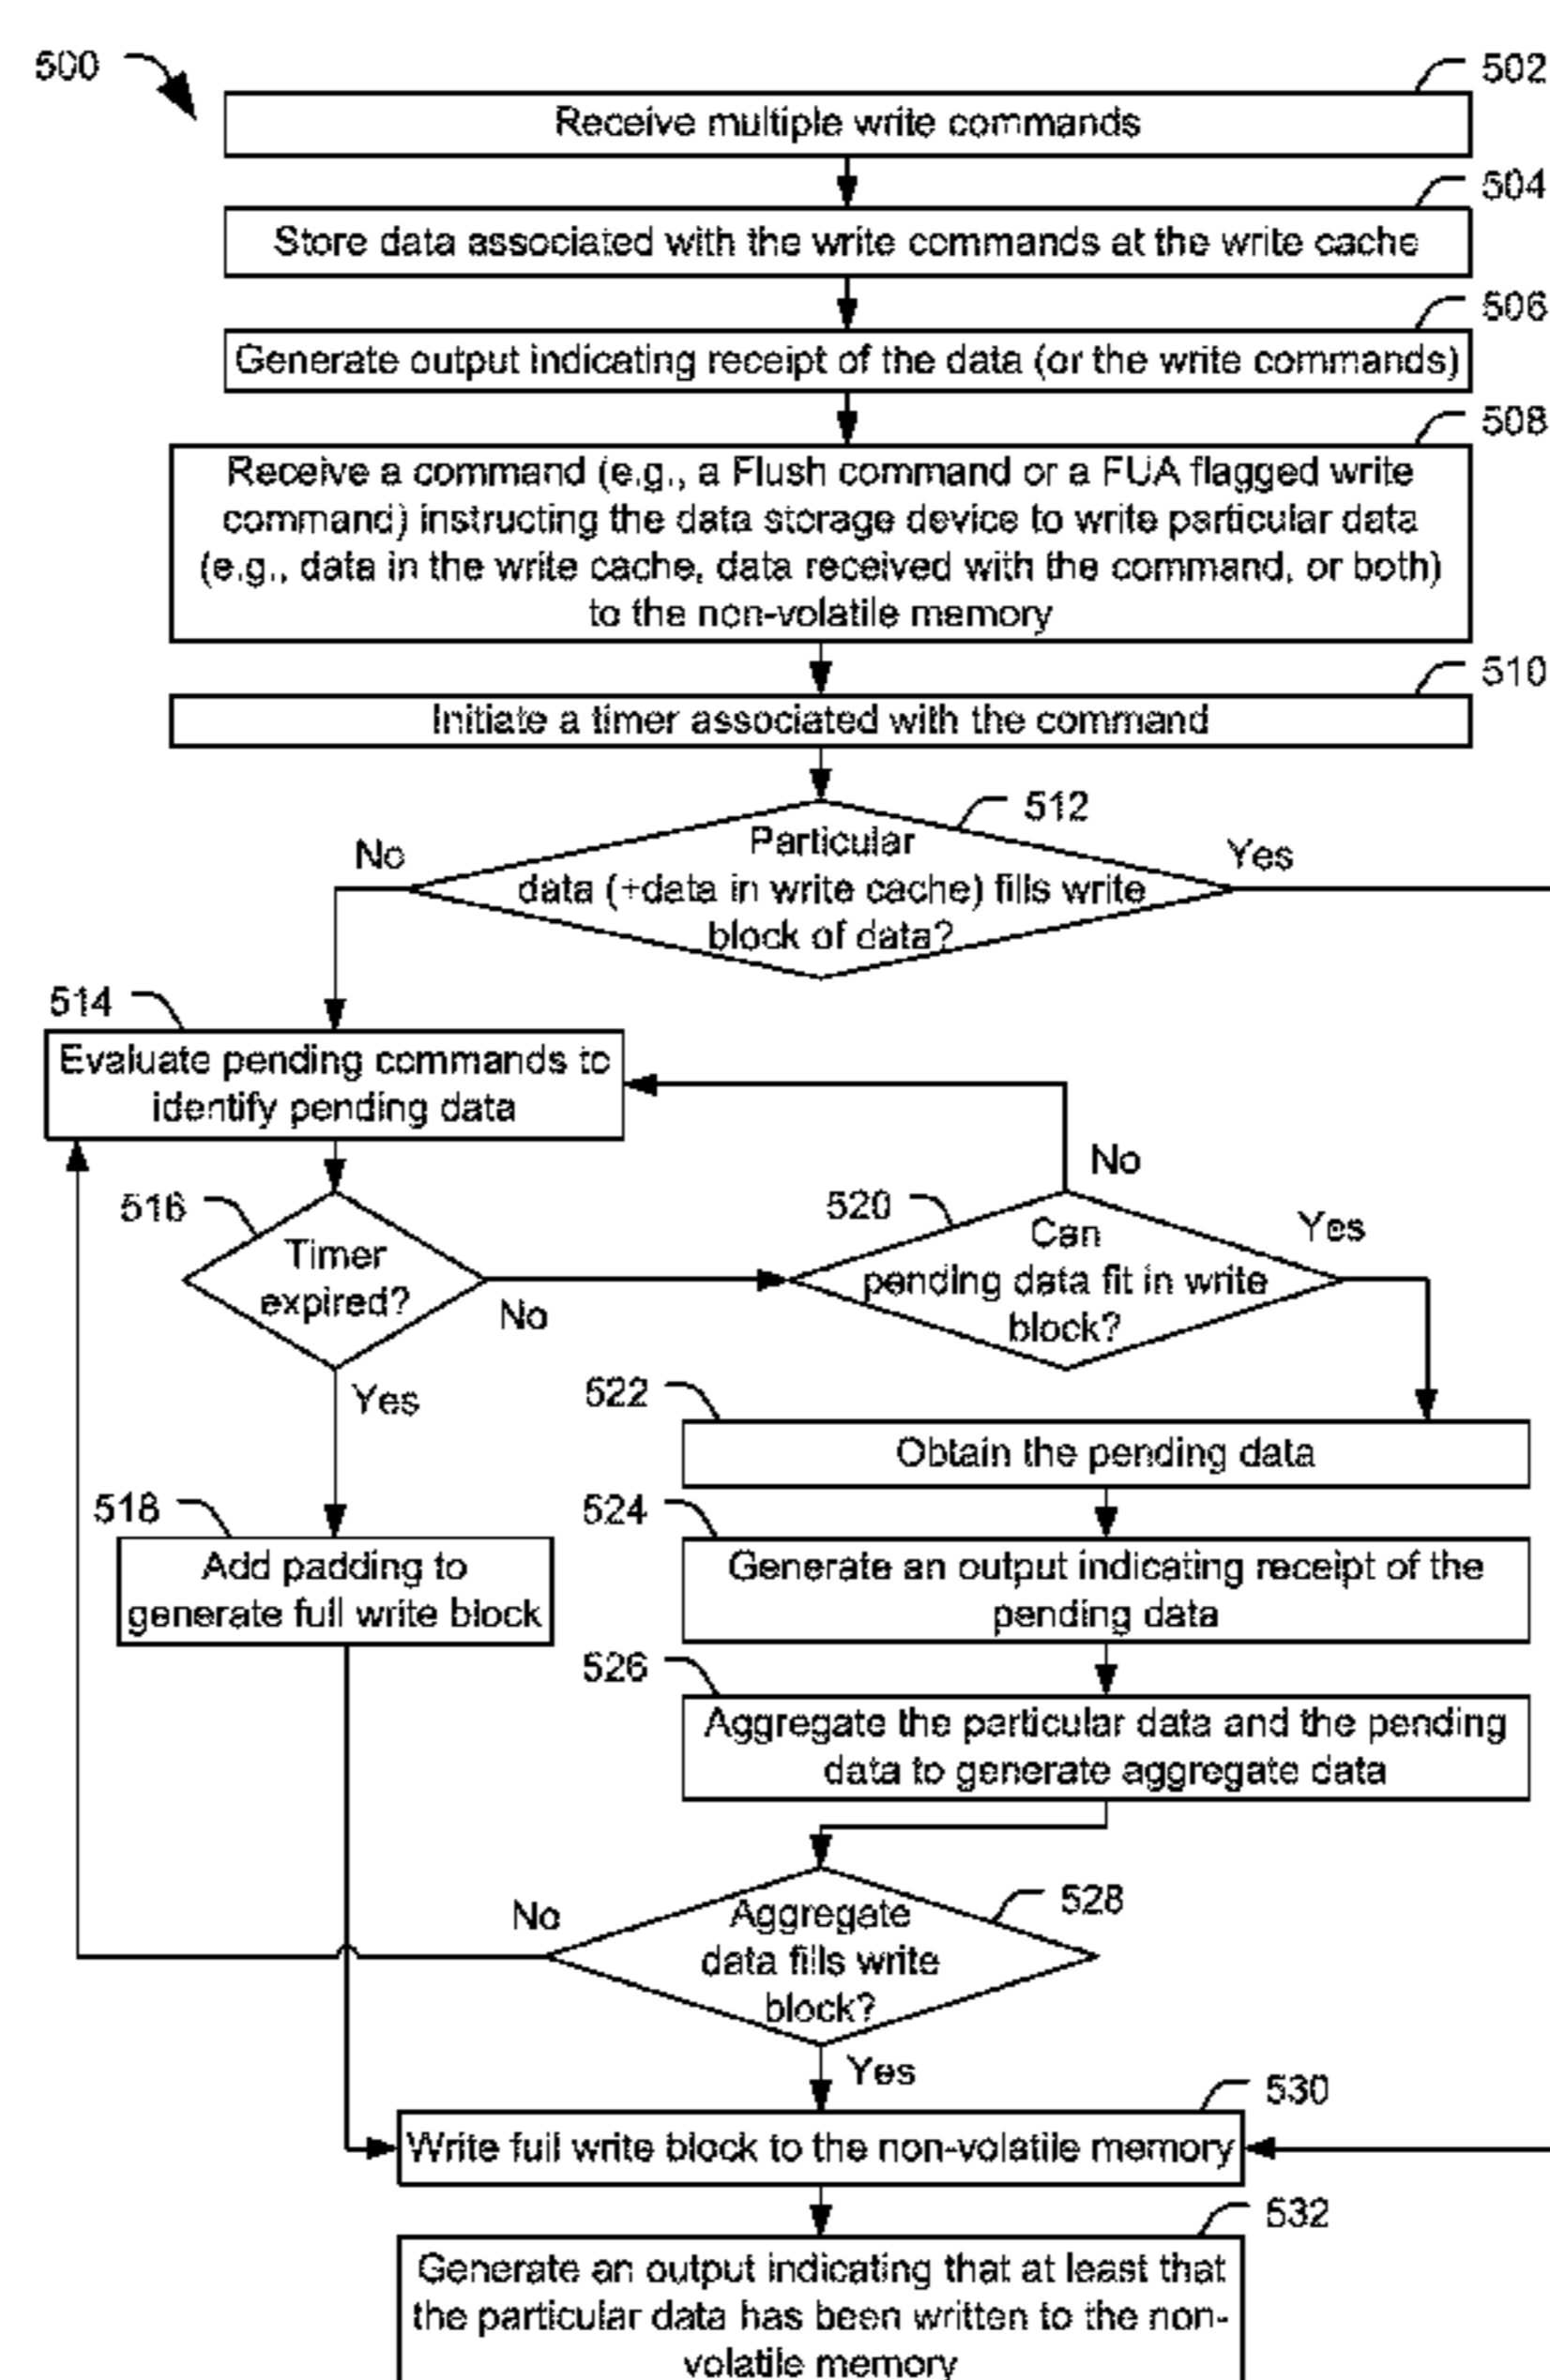 500
502
Receive multiple write commands
504
Store data associated with the write commands at the write cache
506
Generate output indicating receipt of the data (or the write commands)
508
Receive a command (e.g., a Flush command or a FUA flagged write
command) instructing the data storage device to write particular data
(e.g., data in the write cache, data received with the command, or both)
to the non-volatile memory
510
Initiate a timer associated with the command
512
No
Yes
Particular
data (+data in write cache) fills write
block of data?
514
Evaluate pending commands to
identify pending data
No
516
Timer
expired?
No
Yes
520
Can
pending data fit in write
block?
Yes
522
Obtain the pending data
518
Add padding to
generate full write block
524
Generate an output indicating receipt of the
pending data
526
Aggregate the particular data and the pending
data to generate aggregate data
528
No
Aggregate
data fills write
block?
Yes
530
Write full write block to the non-volatile memory
532
Generate an output indicating that at least that
the particular data has been written to the non-
volatile memory